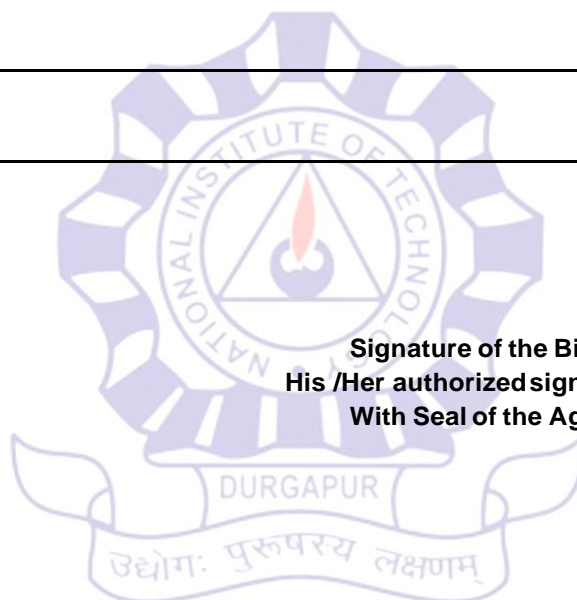 NATIONAL INSTITUTE OF TECHNOLOGY
Signature of the Bi
His /Her authorized sign
With Seal of the Ag
DURGAPUR
उद्योगः पुरूषस्य लक्षणम्